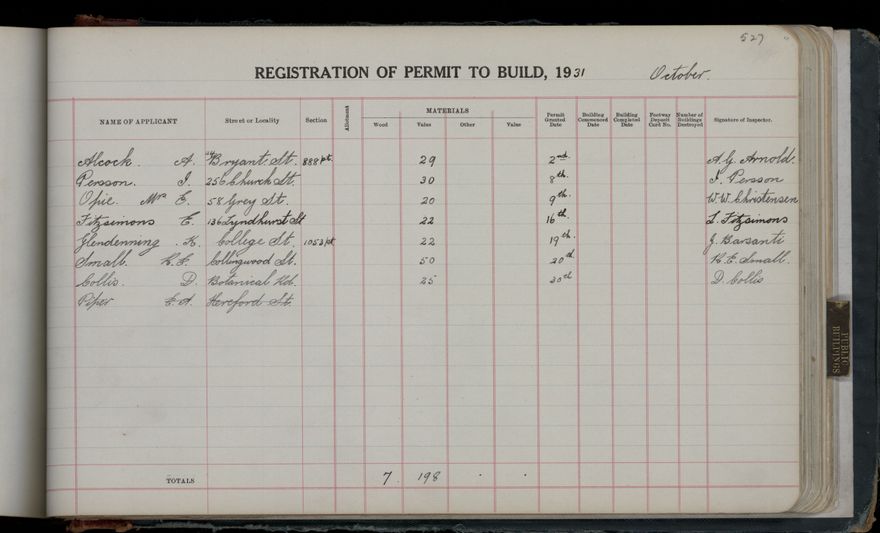 527
REGISTRATION OF PERMIT TO BUILD, 1931 October.
NAME OF APPLICANT Street or Locality Section Allotment MATERIALS Wood Value Other Value Permit Granted Date Building Commenced Date Building Completed Date Footway Deposit Card No. Number of Buildings Destroyed Signature of Inspector.
Alcock. A. Bryant St. 888pt 29 2nd A.G. Arnold.
Persson. I. 256 Church St. 30 8th. I. Persson
Opie. Mrs E. 58 Grey St. 20 9th. W.W. Christensen
Fitzsimons E. 136 Lyndhurst St 22 16th. L. Fitzsimons
Glendenning. K. College St. 1053pt 22 19th. J. Barsanti
Small. R.E. Collingwood St. 50 20th R.E. Small.
Collis. D. Botanical Rd. 25 30th D. Collis
Piper E.A. Hereford St.
TOTALS 7. 198 . .
PUBLIC BUILDINGS